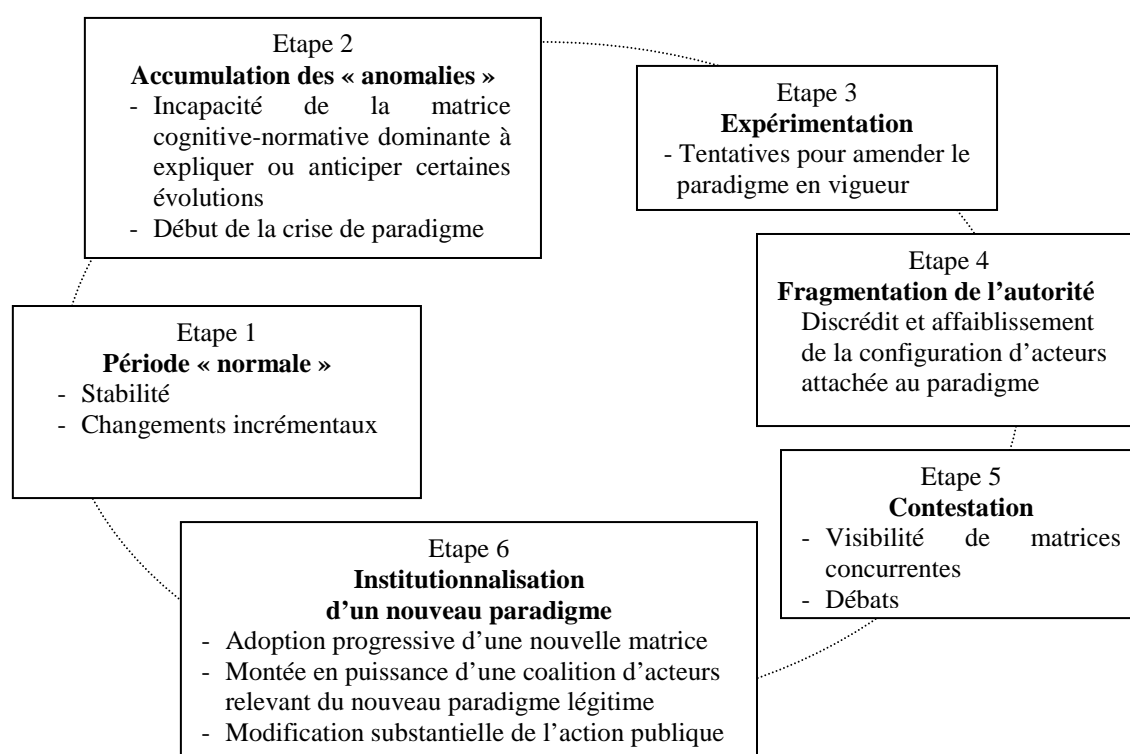 Etape 1
Période « normale »
- Stabilité
- Changements incrémentaux
Etape 2
Accumulation des « anomalies »
- Incapacité de la matrice
cognitive-normative dominante à
expliquer ou anticiper certaines
évolutions
- Début de la crise de paradigme
Etape 3
Expérimentation
- Tentatives pour amender le
paradigme en vigueur
Etape 4
Fragmentation de l’autorité
Discrédit et affaiblissement
de la configuration d’acteurs
attachée au paradigme
Etape 5
Contestation
- Visibilité de matrices
concurrentes
- Débats
Etape 6
Institutionnalisation
d’un nouveau paradigme
- Adoption progressive d’une nouvelle matrice
- Montée en puissance d’une coalition d’acteurs
relevant du nouveau paradigme légitime
- Modification substantielle de l’action publique